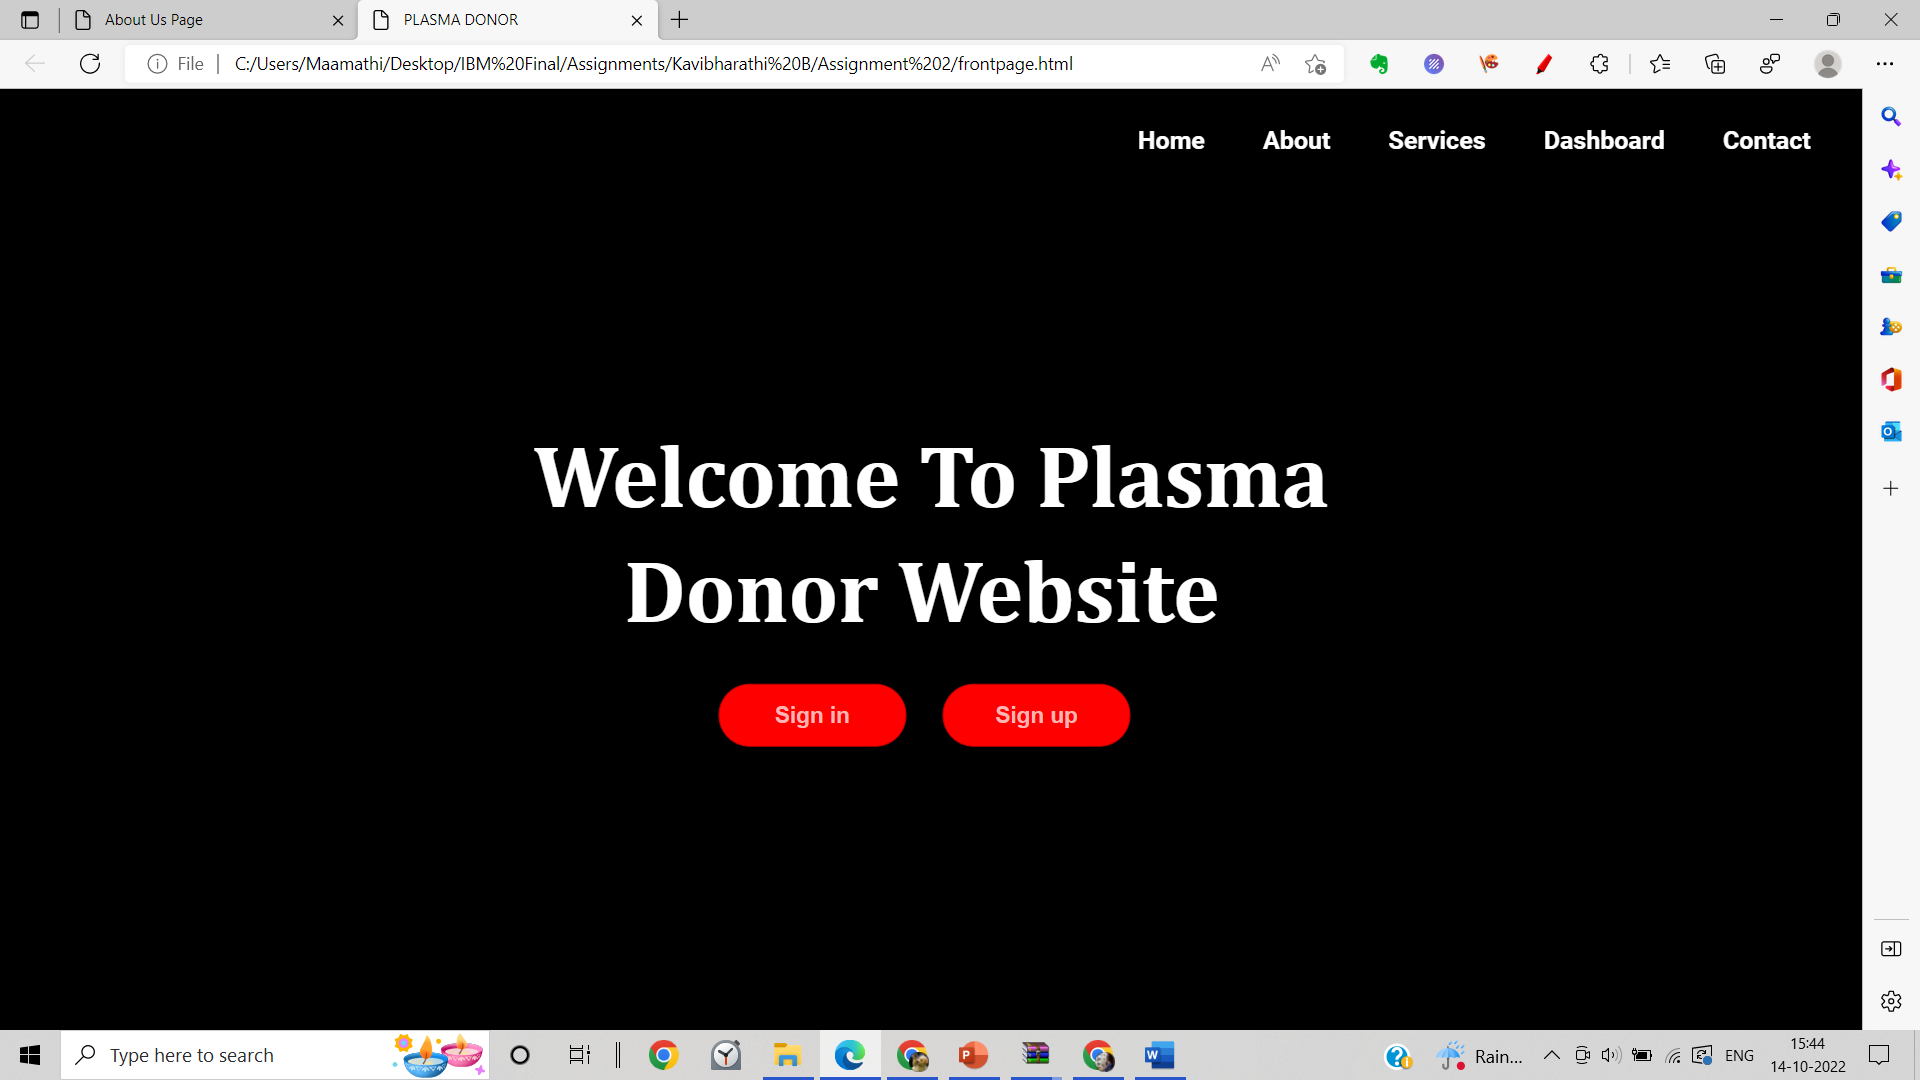 About Us Page
PLASMA DONOR
File
C:/Users/Maamathi/Desktop/IBM%20Final/Assignments/Kavibharathi%20B/Assignment%202/frontpage.html
Home About Services Dashboard Contact
Welcome To Plasma
Donor Website
Sign in
Sign up
Type here to search
Rain...
ENG
15:44
14-10-2022